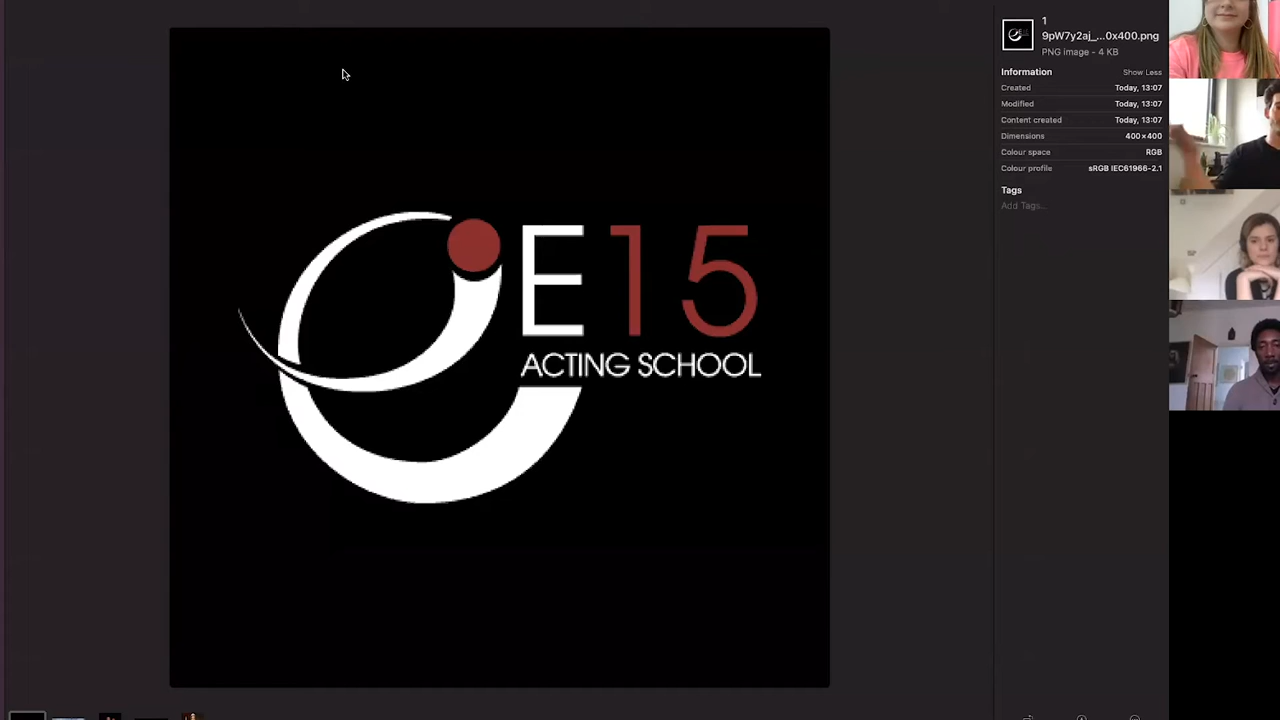 E15
ACTING SCHOOL
1
9pW7y2aj_...0x400.png
PNG image - 4 KB
Information Show Less
Created Today, 13:07
Modified Today, 13:07
Content created Today, 13:07
Dimensions 400×400
Colour space RGB
Colour profile sRGB IEC61966-2.1
Tags
Add Tags...